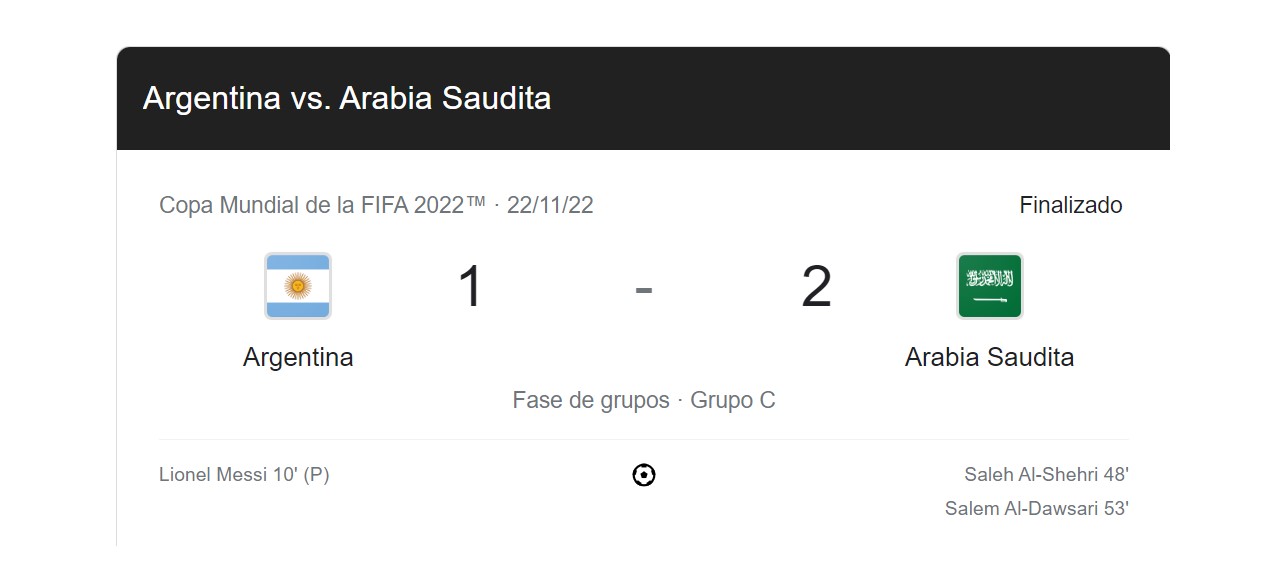 Argentina vs. Arabia Saudita
Copa Mundial de la FIFA 2022™ · 22/11/22
Finalizado
1 - 2
Argentina
Arabia Saudita
Fase de grupos · Grupo C
Lionel Messi 10' (P)
Saleh Al-Shehri 48'
Salem Al-Dawsari 53'